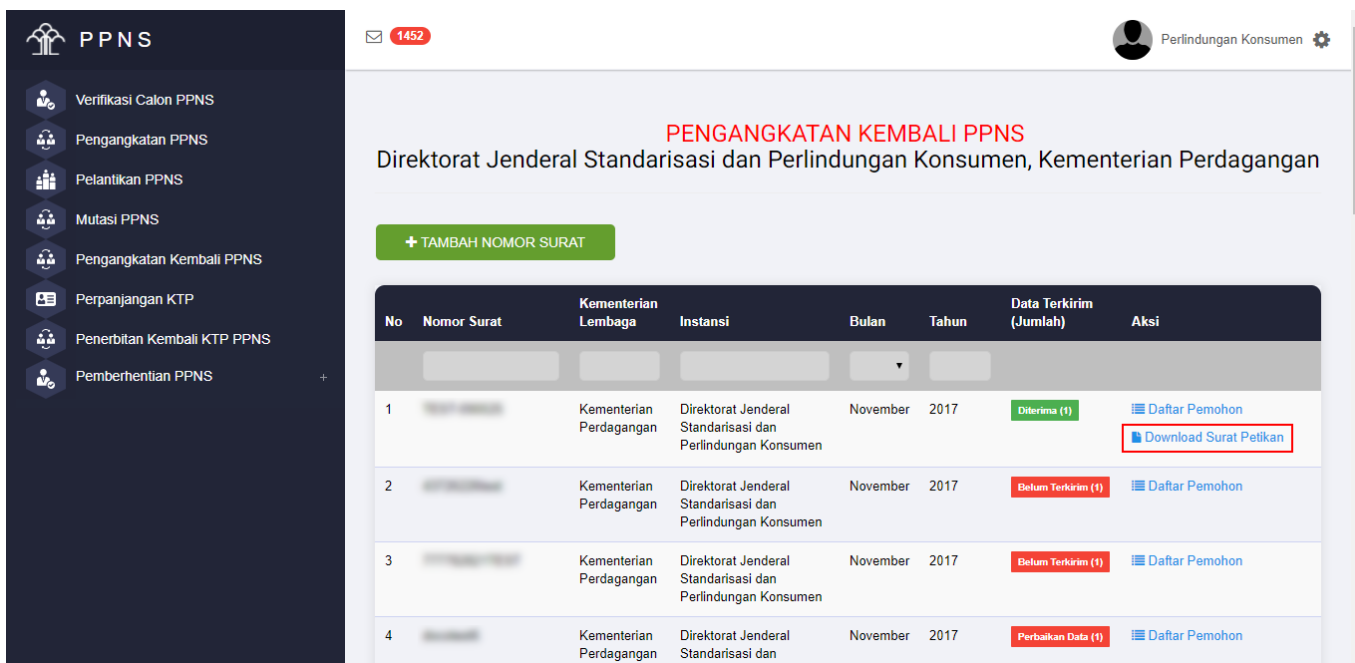 PPNS
1452
Perlindungan Konsumen
Verifikasi Calon PPNS
Pengangkatan PPNS
Pelantikan PPNS
Mutasi PPNS
Pengangkatan Kembali PPNS
Perpanjangan KTP
Penerbitan Kembali KTP PPNS
Pemberhentian PPNS +
PENGANGKATAN KEMBALI PPNS
Direktorat Jenderal Standarisasi dan Perlindungan Konsumen, Kementerian Perdagangan
+ TAMBAH NOMOR SURAT
No Nomor Surat Kementerian Lembaga Instansi Bulan Tahun Data Terkirim (Jumlah) Aksi
1 Kementerian Direktorat Jenderal November 2017 Diterima (1) Daftar Pemohon
Perdagangan Standarisasi dan Download Surat Petikan
Perlindungan Konsumen
2 Kementerian Direktorat Jenderal November 2017 Belum Terkirim (1) Daftar Pemohon
Perdagangan Standarisasi dan
Perlindungan Konsumen
3 Kementerian Direktorat Jenderal November 2017 Belum Terkirim (1) Daftar Pemohon
Perdagangan Standarisasi dan
Perlindungan Konsumen
4 Kementerian Direktorat Jenderal November 2017 Perbaikan Data (1) Daftar Pemohon
Perdagangan Standarisasi dan